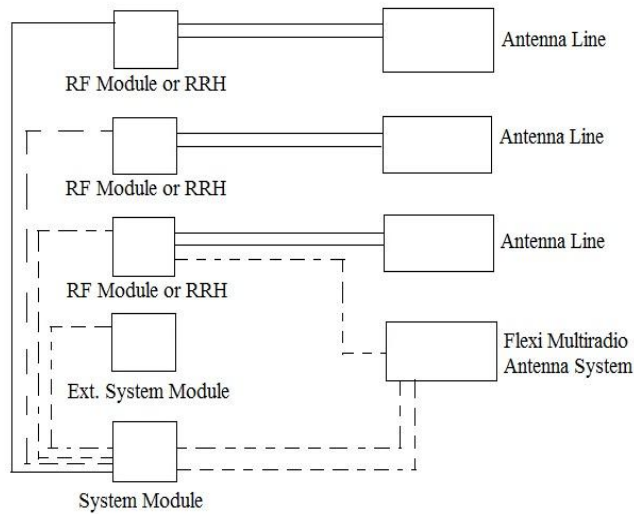 Antenna Line
RF Module or RRH
Antenna Line
RF Module or RRH
Antenna Line
RF Module or RRH
Flexi Multiradio
Antenna System
Ext. System Module
System Module